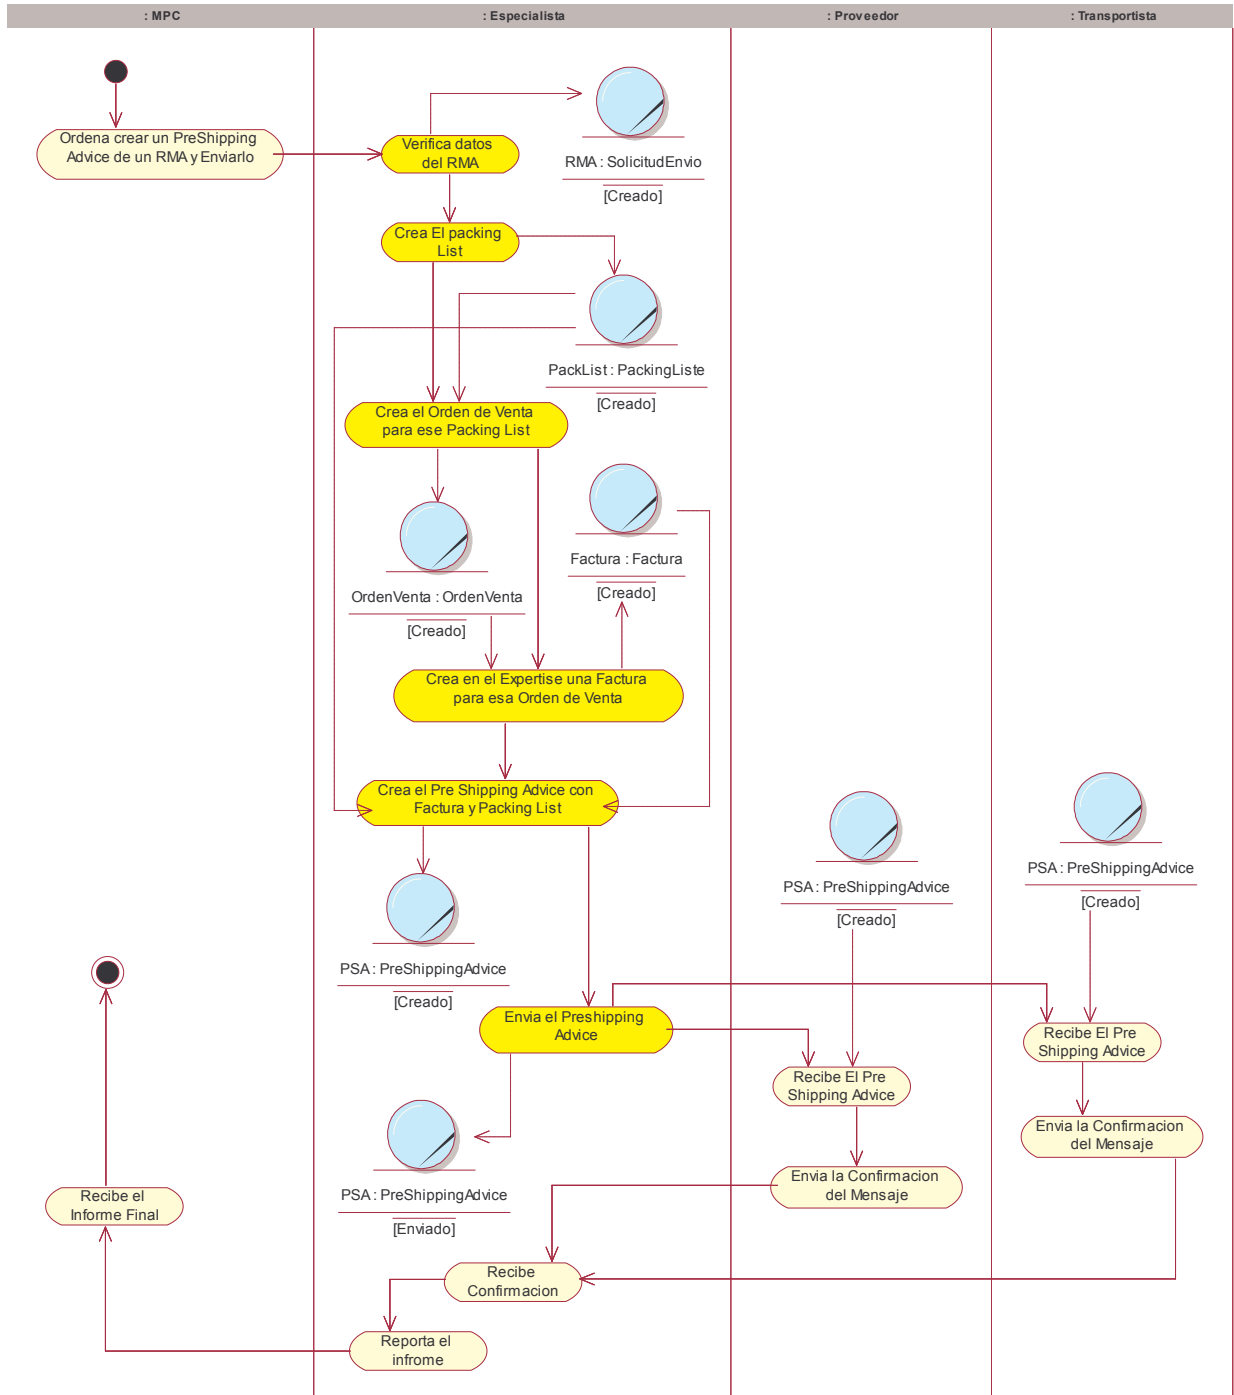 : MPC
: Especialista
: Proveedor
: Transportista
Ordena crear un PreShipping
Advice de un RMA y Enviarlo
Verifica datos
del RMA
RMA : SolicitudEnvio
[Creado]
Crea El packing
List
PackList : PackingListe
[Creado]
Crea el Orden de Venta
para ese Packing List
Factura : Factura
[Creado]
OrdenVenta : OrdenVenta
[Creado]
Crea en el Expertise una Factura
para esa Orden de Venta
Crea el Pre Shipping Advice con
Factura y Packing List
PSA : PreShippingAdvice
[Creado]
PSA : PreShippingAdvice
[Creado]
PSA : PreShippingAdvice
[Creado]
Envia el Preshipping
Advice
Recibe El Pre
Shipping Advice
Recibe El Pre
Shipping Advice
Envia la Confirmacion
del Mensaje
Envia la Confirmacion
del Mensaje
PSA : PreShippingAdvice
[Enviado]
Recibe el
Informe Final
Recibe
Confirmacion
Reporta el
infrome